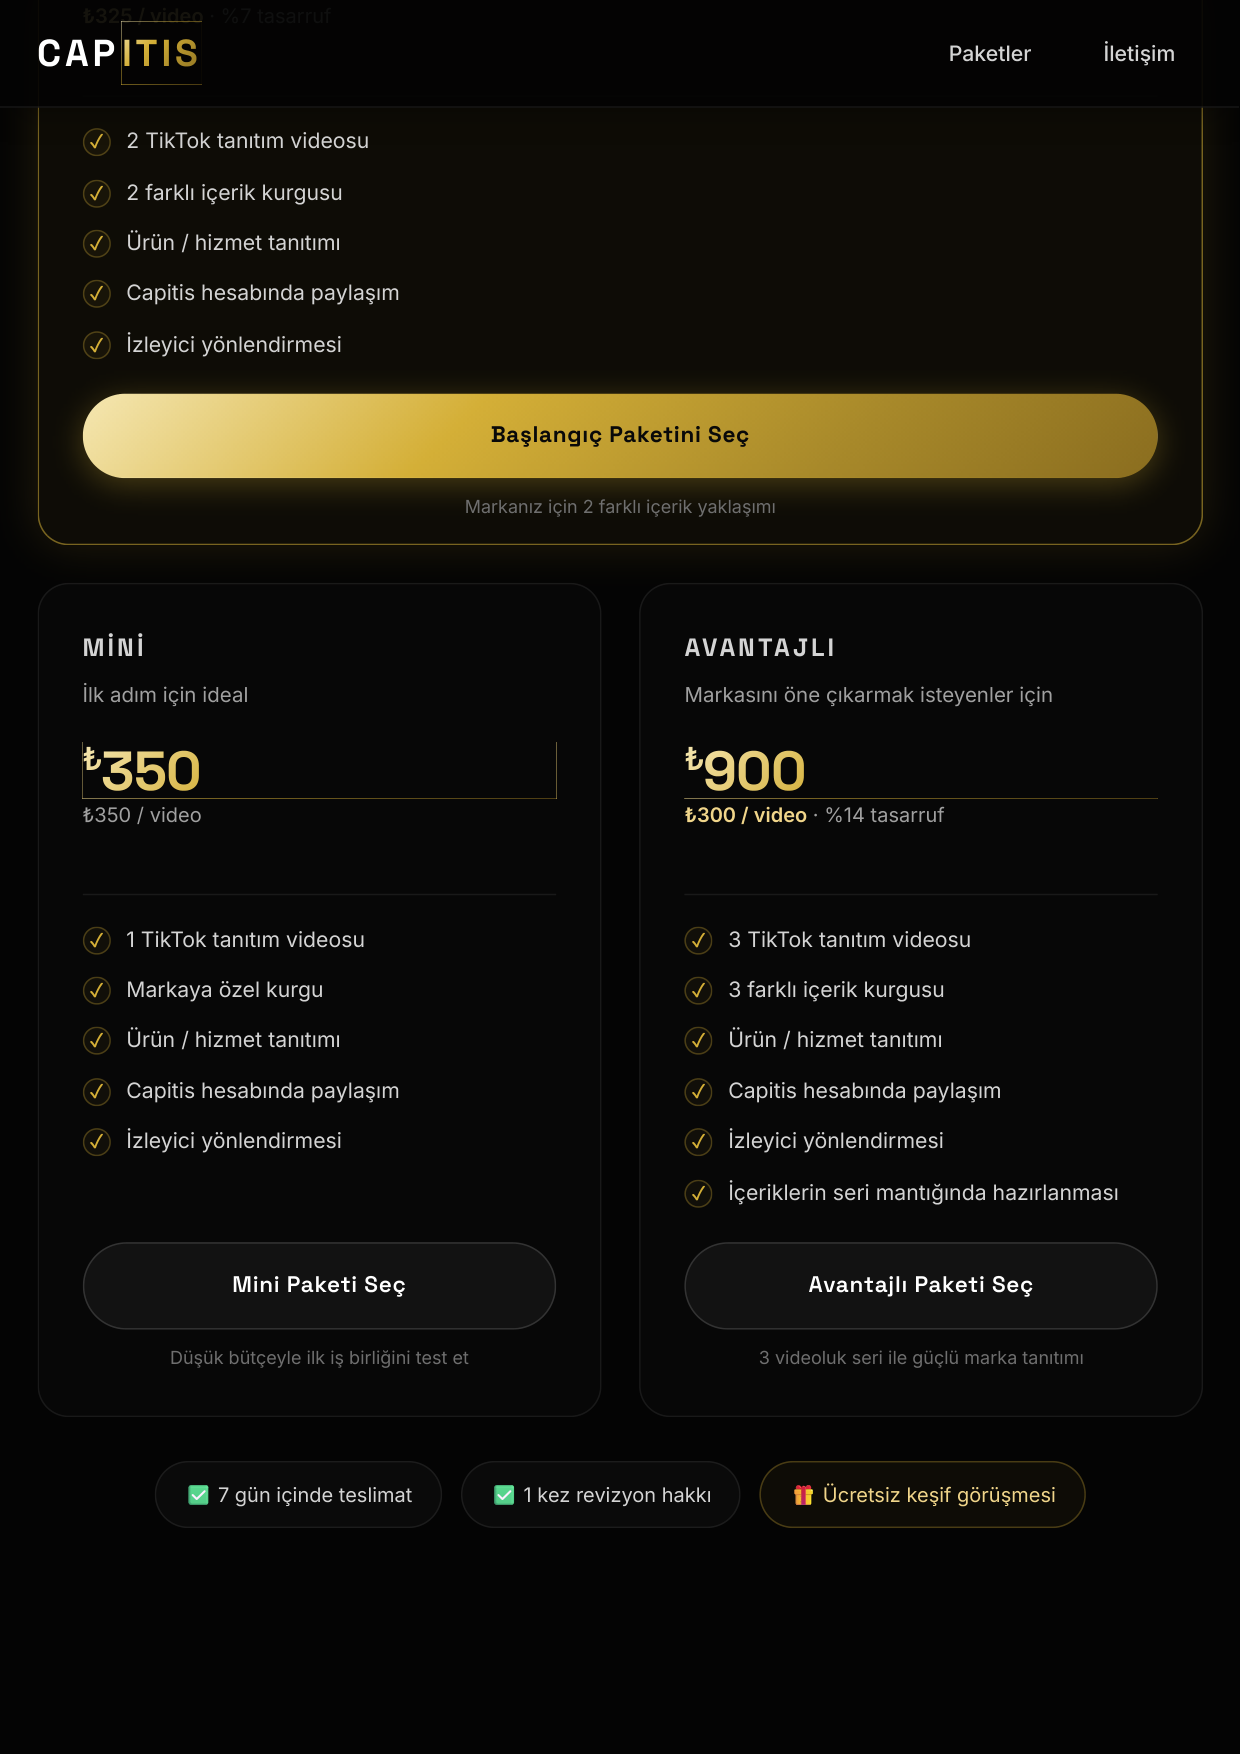 ₺325 / video · %7 tasarruf
CAPITIS
Paketler
İletişim
2 TikTok tanıtım videosu
2 farklı içerik kurgusu
Ürün / hizmet tanıtımı
Capitis hesabında paylaşım
İzleyici yönlendirmesi
Başlangıç Paketini Seç
Markanız için 2 farklı içerik yaklaşımı
MİNİ
İlk adım için ideal
₺350
₺350 / video
1 TikTok tanıtım videosu
Markaya özel kurgu
Ürün / hizmet tanıtımı
Capitis hesabında paylaşım
İzleyici yönlendirmesi
Mini Paketi Seç
Düşük bütçeyle ilk iş birliğini test et
AVANTAJLI
Markasını öne çıkarmak isteyenler için
₺900
₺300 / video · %14 tasarruf
3 TikTok tanıtım videosu
3 farklı içerik kurgusu
Ürün / hizmet tanıtımı
Capitis hesabında paylaşım
İzleyici yönlendirmesi
İçeriklerin seri mantığında hazırlanması
Avantajlı Paketi Seç
3 videoluk seri ile güçlü marka tanıtımı
✅ 7 gün içinde teslimat
✅ 1 kez revizyon hakkı
🎁 Ücretsiz keşif görüşmesi